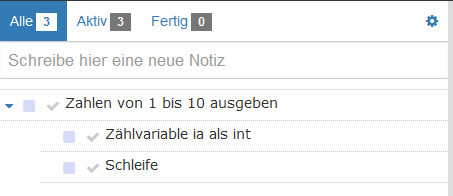 Alle 3 Aktiv 3 Fertig 0
Schreibe hier eine neue Notiz
Zahlen von 1 bis 10 ausgeben
Zählvariable ia als int
Schleife